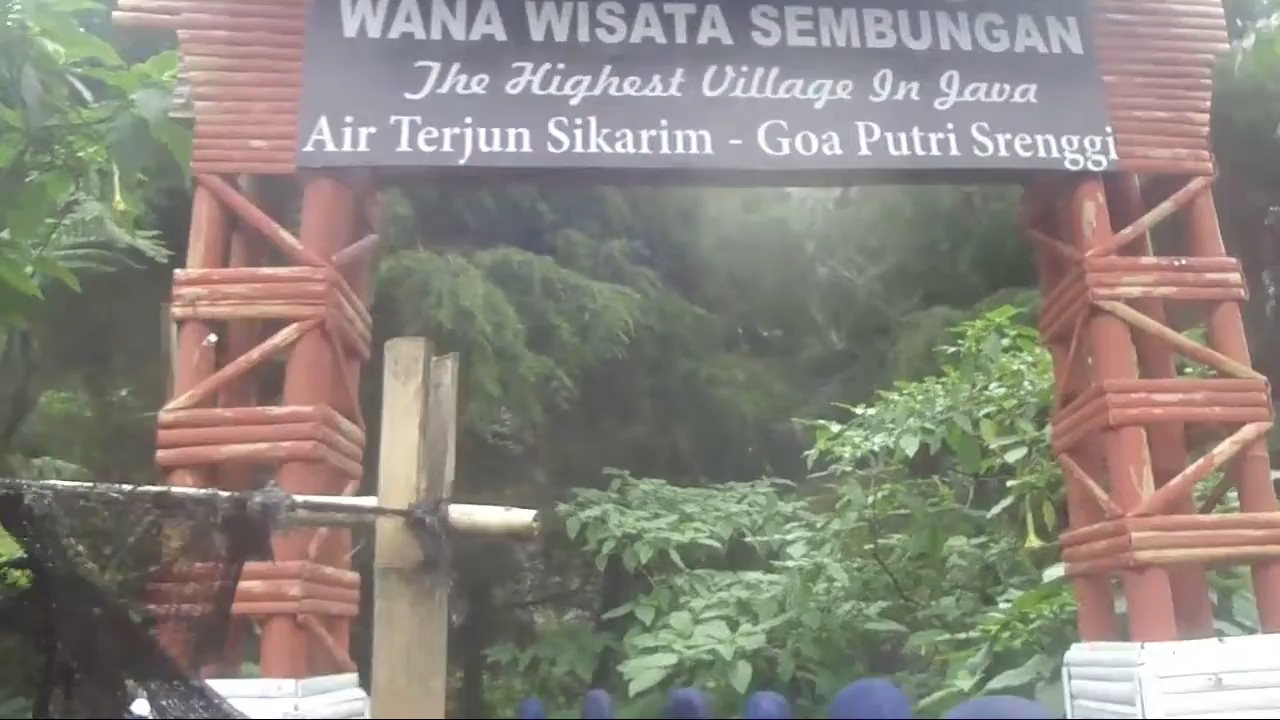 WANA WISATA SEMBUNGAN
The Highest Village In Java
Air Terjun Sikarim - Goa Putri Srenggi